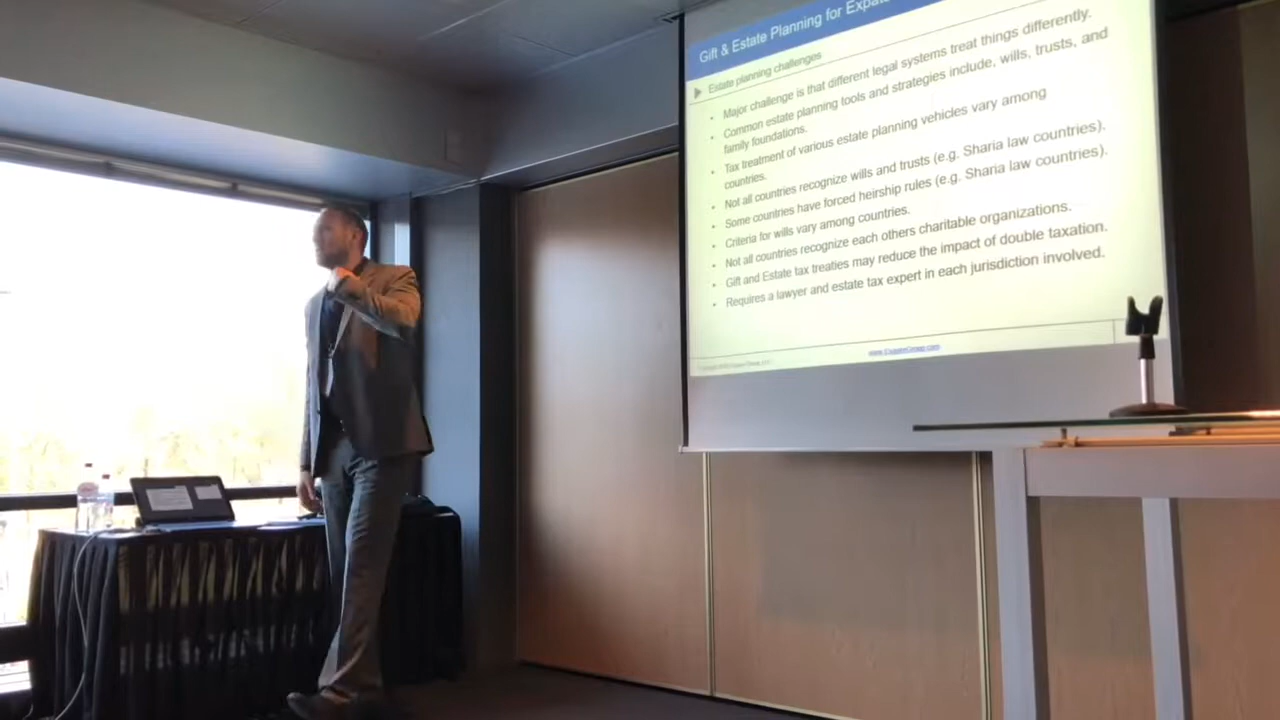 Gift & Estate Planning for Expats
Estate planning challenges
• Major challenge is that different legal systems treat things differently.
• Common estate planning tools and strategies include, wills, trusts, and
family foundations.
• Tax treatment of various estate planning vehicles vary among
countries.
• Not all countries recognize wills and trusts (e.g. Sharia law countries).
• Some countries have forced heirship rules (e.g. Sharia law countries).
• Criteria for wills vary among countries.
• Not all countries recognize each others charitable organizations.
• Gift and Estate tax treaties may reduce the impact of double taxation.
• Requires a lawyer and estate tax expert in each jurisdiction involved.